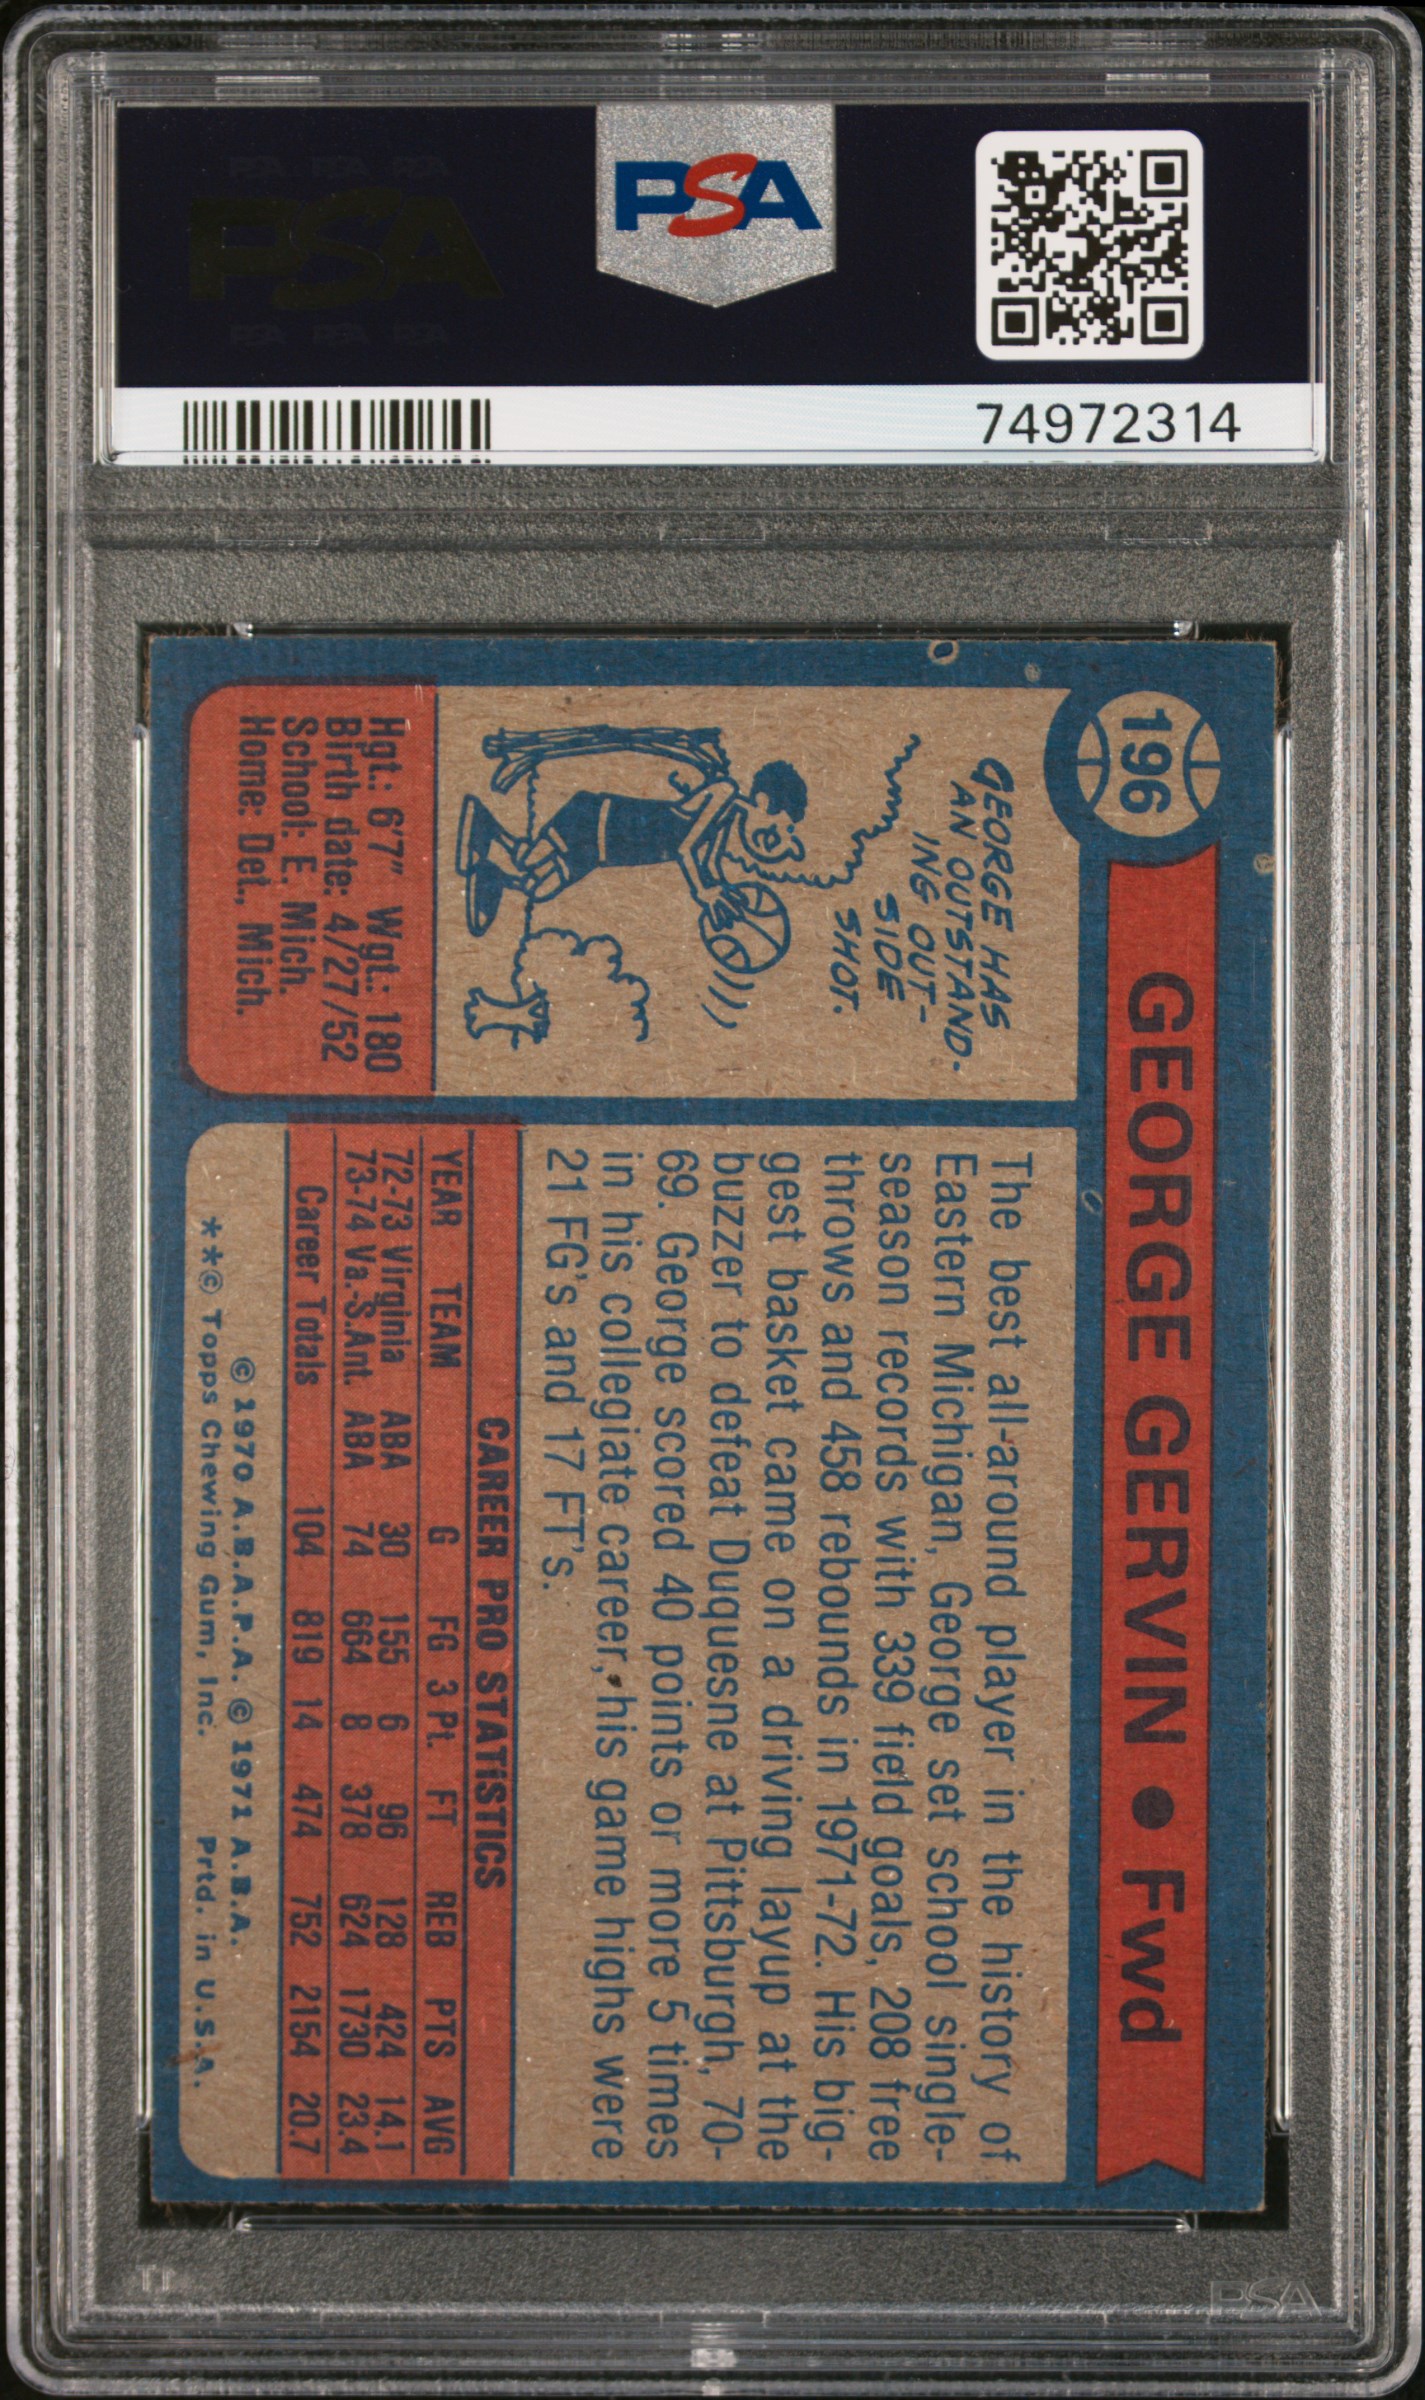 PSA
PSA PSA PSA
PSA
PSA PSA PSA
74972314
196
GEORGE GERVIN • Fwd
GEORGE HAS
AN OUTSTAND-
ING OUT-
SIDE
SHOT.
Hgt.: 6'7" Wgt.: 180
Birth date: 4/27/52
School: E. Mich.
Home: Det., Mich.
The best all-around player in the history of
Eastern Michigan, George set school single-
season records with 339 field goals, 208 free
throws and 458 rebounds in 1971-72. His big-
gest basket came on a driving layup at the
buzzer to defeat Duquesne at Pittsburgh, 70-
69. George scored 40 points or more 5 times
in his collegiate career, his game highs were
21 FG's and 17 FT's.
CAREER PRO STATISTICS
YEAR TEAM G FG 3 Pt. FT REB PTS AVG
72-73 Virginia ABA 30 155 6 96 128 424 14.1
73-74 Va.-S.Ant. ABA 74 664 8 378 624 1730 23.4
Career Totals 104 819 14 474 752 2154 20.7
© 1970 A.B.A.P.A. © 1971 A.B.A.
**© Topps Chewing Gum, Inc. Prtd. in U.S.A.
PSA